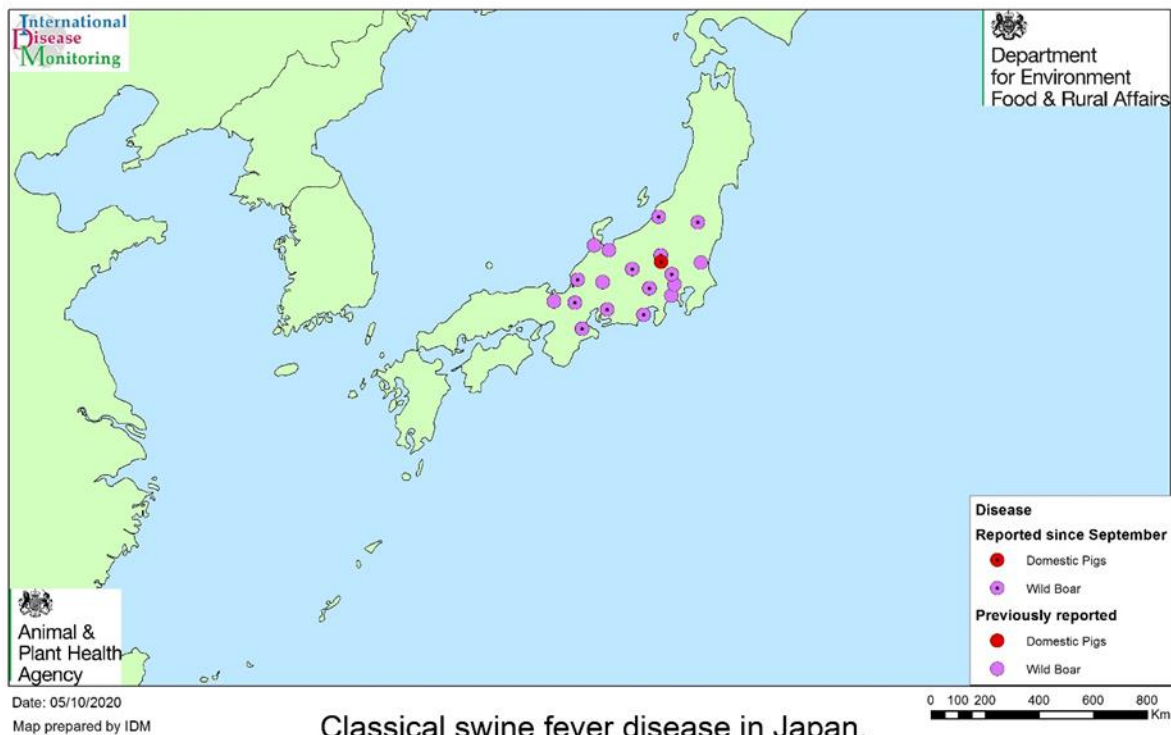 International
Disease
Monitoring
Department
for Environment
Food & Rural Affairs
Disease
Reported since September
Domestic Pigs
Wild Boar
Previously reported
Domestic Pigs
Wild Boar
Animal &
Plant Health
Agency
Date: 05/10/2020
Map prepared by IDM
0 100 200 400 600 800
Km
Classical swine fever disease in Japan.